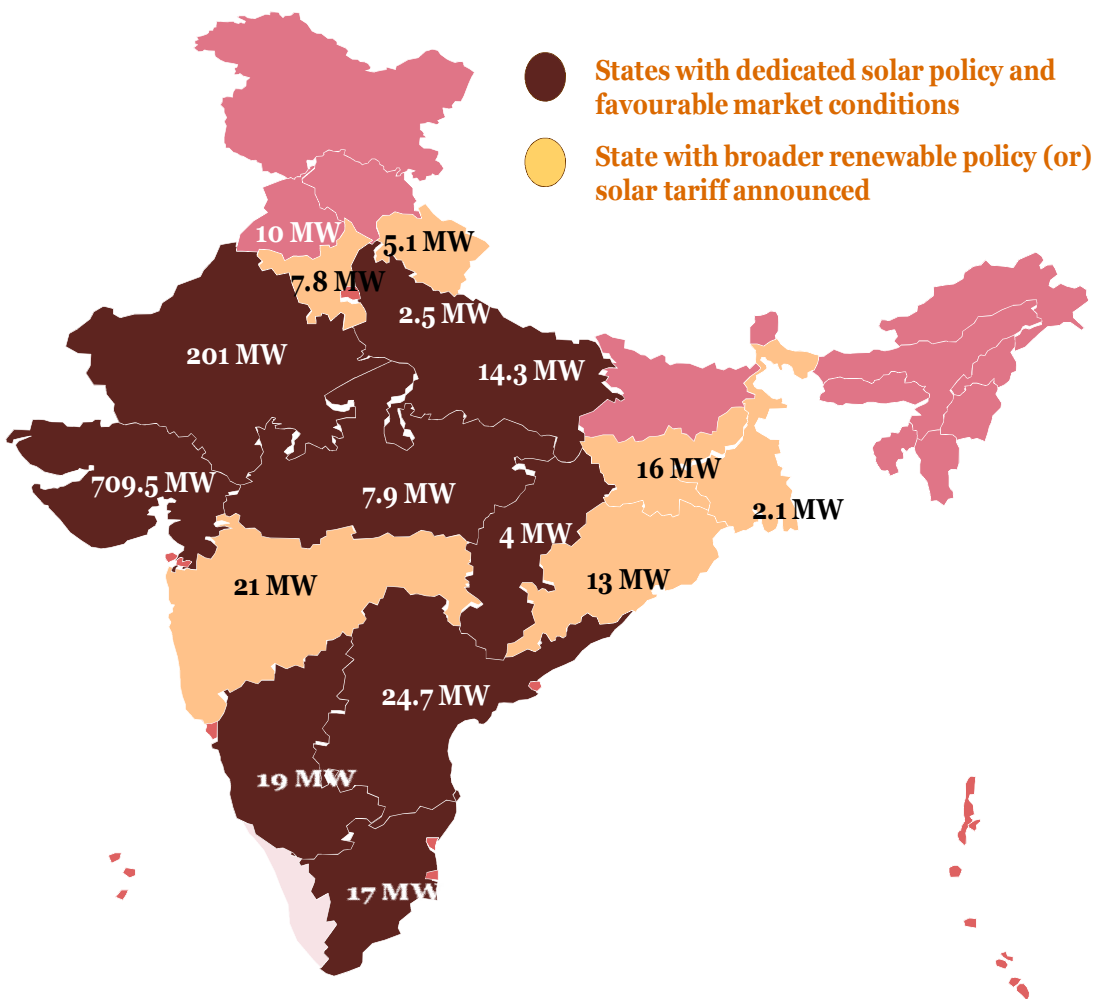 States with dedicated solar policy and
favourable market conditions
State with broader renewable policy (or)
solar tariff announced
10 MW
5.1 MW
7.8 MW
2.5 MW
201 MW
14.3 MW
16 MW
709.5 MW
7.9 MW
2.1 MW
4 MW
13 MW
21 MW
24.7 MW
19 MW
17 MW